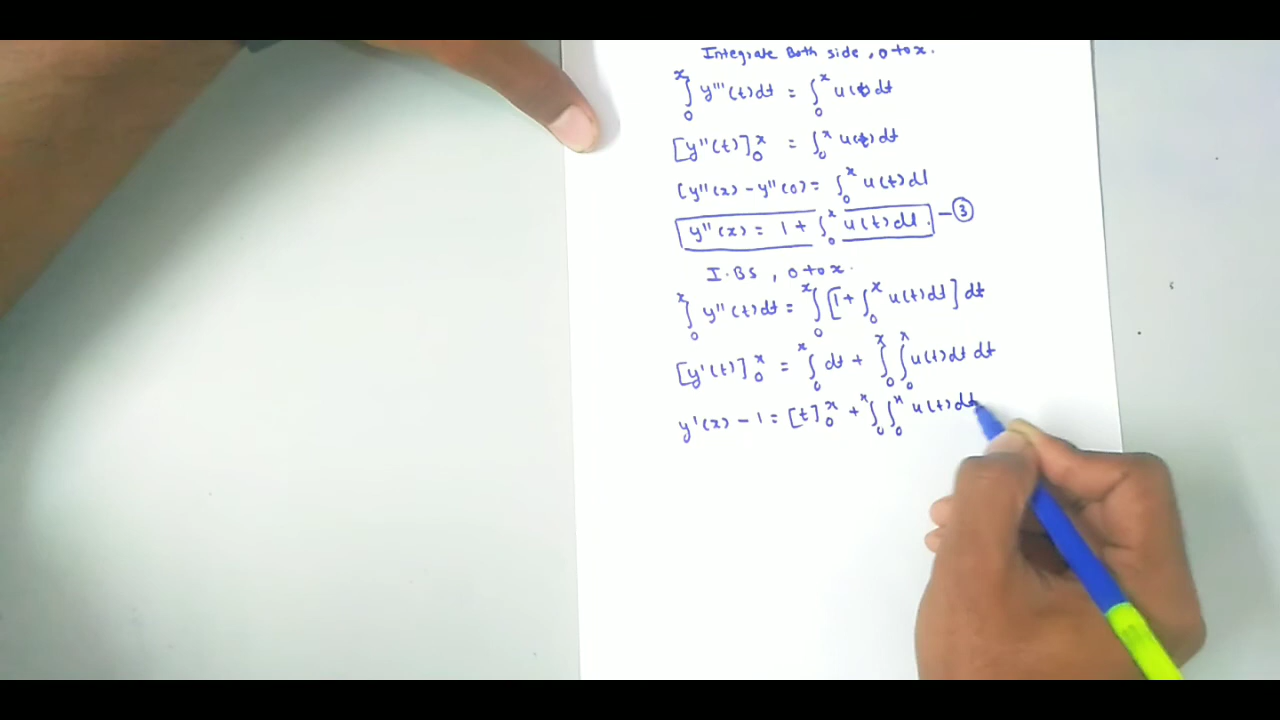 Integrate Both side, 0 to x.
∫₀ˣ y'''(t)dt = ∫₀ˣ u(t)dt
[y''(t)]₀ˣ = ∫₀ˣ u(t)dt
(y''(x) - y''(0) = ∫₀ˣ u(t)dt
y''(x) = 1 + ∫₀ˣ u(t)dt. - ③
I.BS, 0 to x.
∫₀ˣ y''(t)dt = ∫₀ˣ [1 + ∫₀ˣ u(t)dt] dt
[y'(t)]₀ˣ = ∫₀ˣ dt + ∫₀ˣ ∫₀ˣ u(t)dt dt
y'(x) - 1 = [t]₀ˣ + ∫₀ˣ ∫₀ˣ u(t)dt